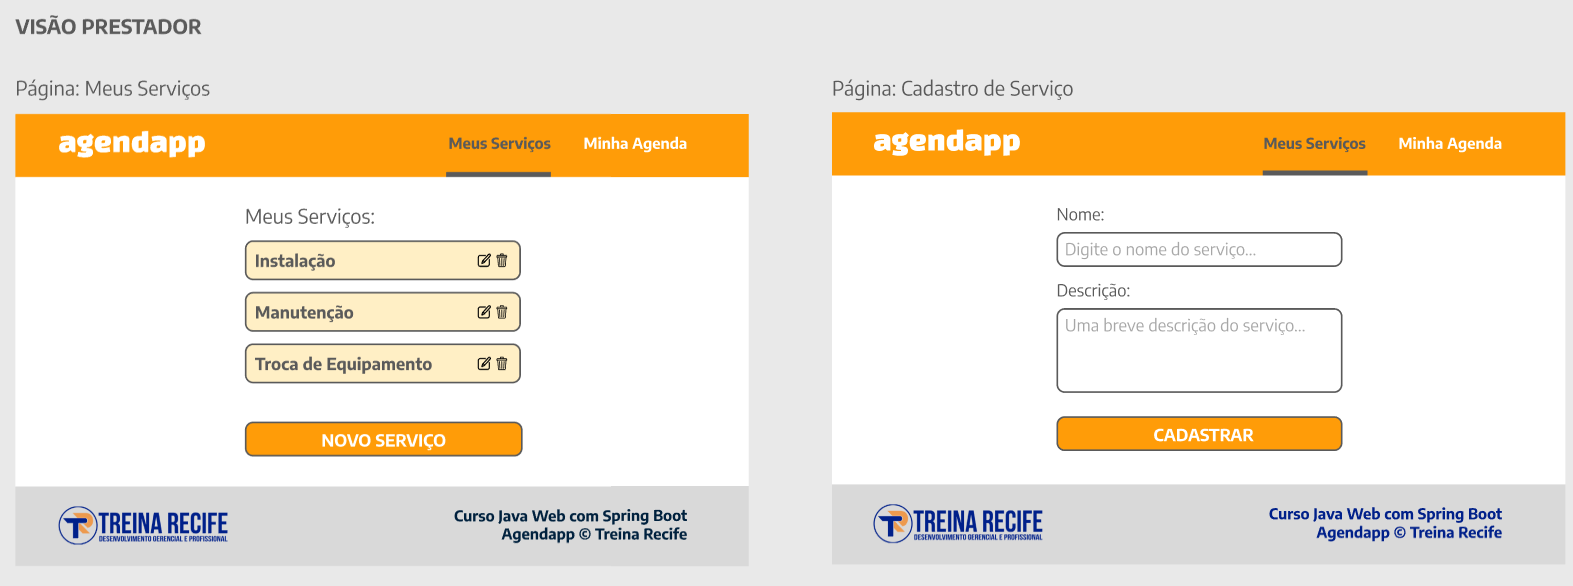 VISÃO PRESTADOR
Página: Meus Serviços
agendapp
Meus Serviços
Minha Agenda
Meus Serviços:
Instalação
Manutenção
Troca de Equipamento
NOVO SERVIÇO
TREINA RECIFE
DESENVOLVIMENTO GERENCIAL E PROFISSIONAL
Curso Java Web com Spring Boot
Agendapp © Treina Recife
Página: Cadastro de Serviço
agendapp
Meus Serviços
Minha Agenda
Nome:
Digite o nome do serviço...
Descrição:
Uma breve descrição do serviço...
CADASTRAR
TREINA RECIFE
DESENVOLVIMENTO GERENCIAL E PROFISSIONAL
Curso Java Web com Spring Boot
Agendapp © Treina Recife